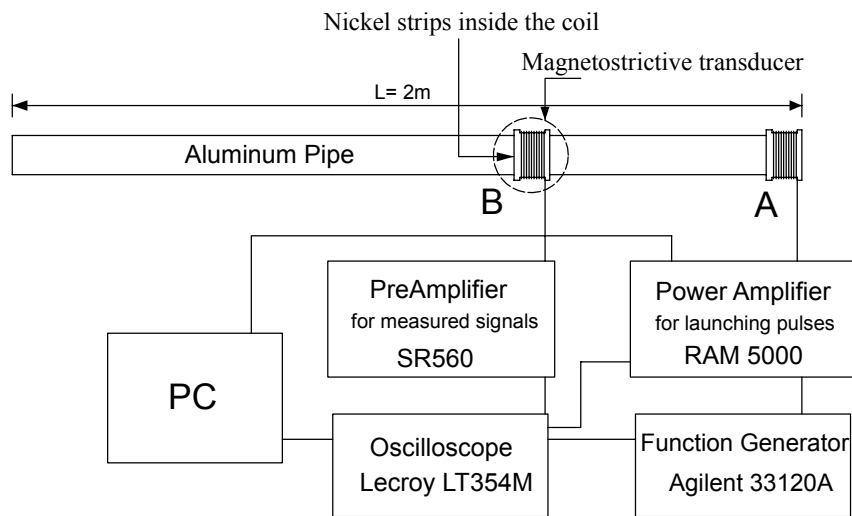 Nickel strips inside the coil
Magnetostrictive transducer
L= 2m
Aluminum Pipe
B
A
PreAmplifier
for measured signals
SR560
Power Amplifier
for launching pulses
RAM 5000
PC
Oscilloscope
Lecroy LT354M
Function Generator
Agilent 33120A